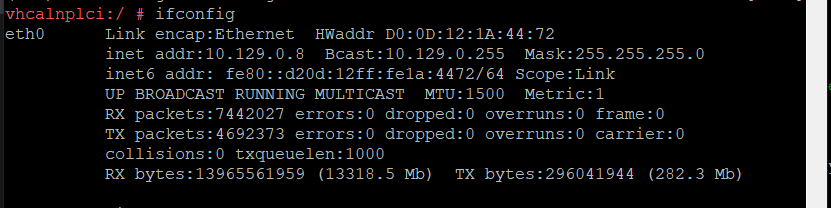 vhcalnplci:/ # ifconfig
eth0      Link encap:Ethernet  HWaddr D0:0D:12:1A:44:72
          inet addr:10.129.0.8  Bcast:10.129.0.255  Mask:255.255.255.0
          inet6 addr: fe80::d20d:12ff:fe1a:4472/64 Scope:Link
          UP BROADCAST RUNNING MULTICAST  MTU:1500  Metric:1
          RX packets:7442027 errors:0 dropped:0 overruns:0 frame:0
          TX packets:4692373 errors:0 dropped:0 overruns:0 carrier:0
          collisions:0 txqueuelen:1000
          RX bytes:13965561959 (13318.5 Mb)  TX bytes:296041944 (282.3 Mb)